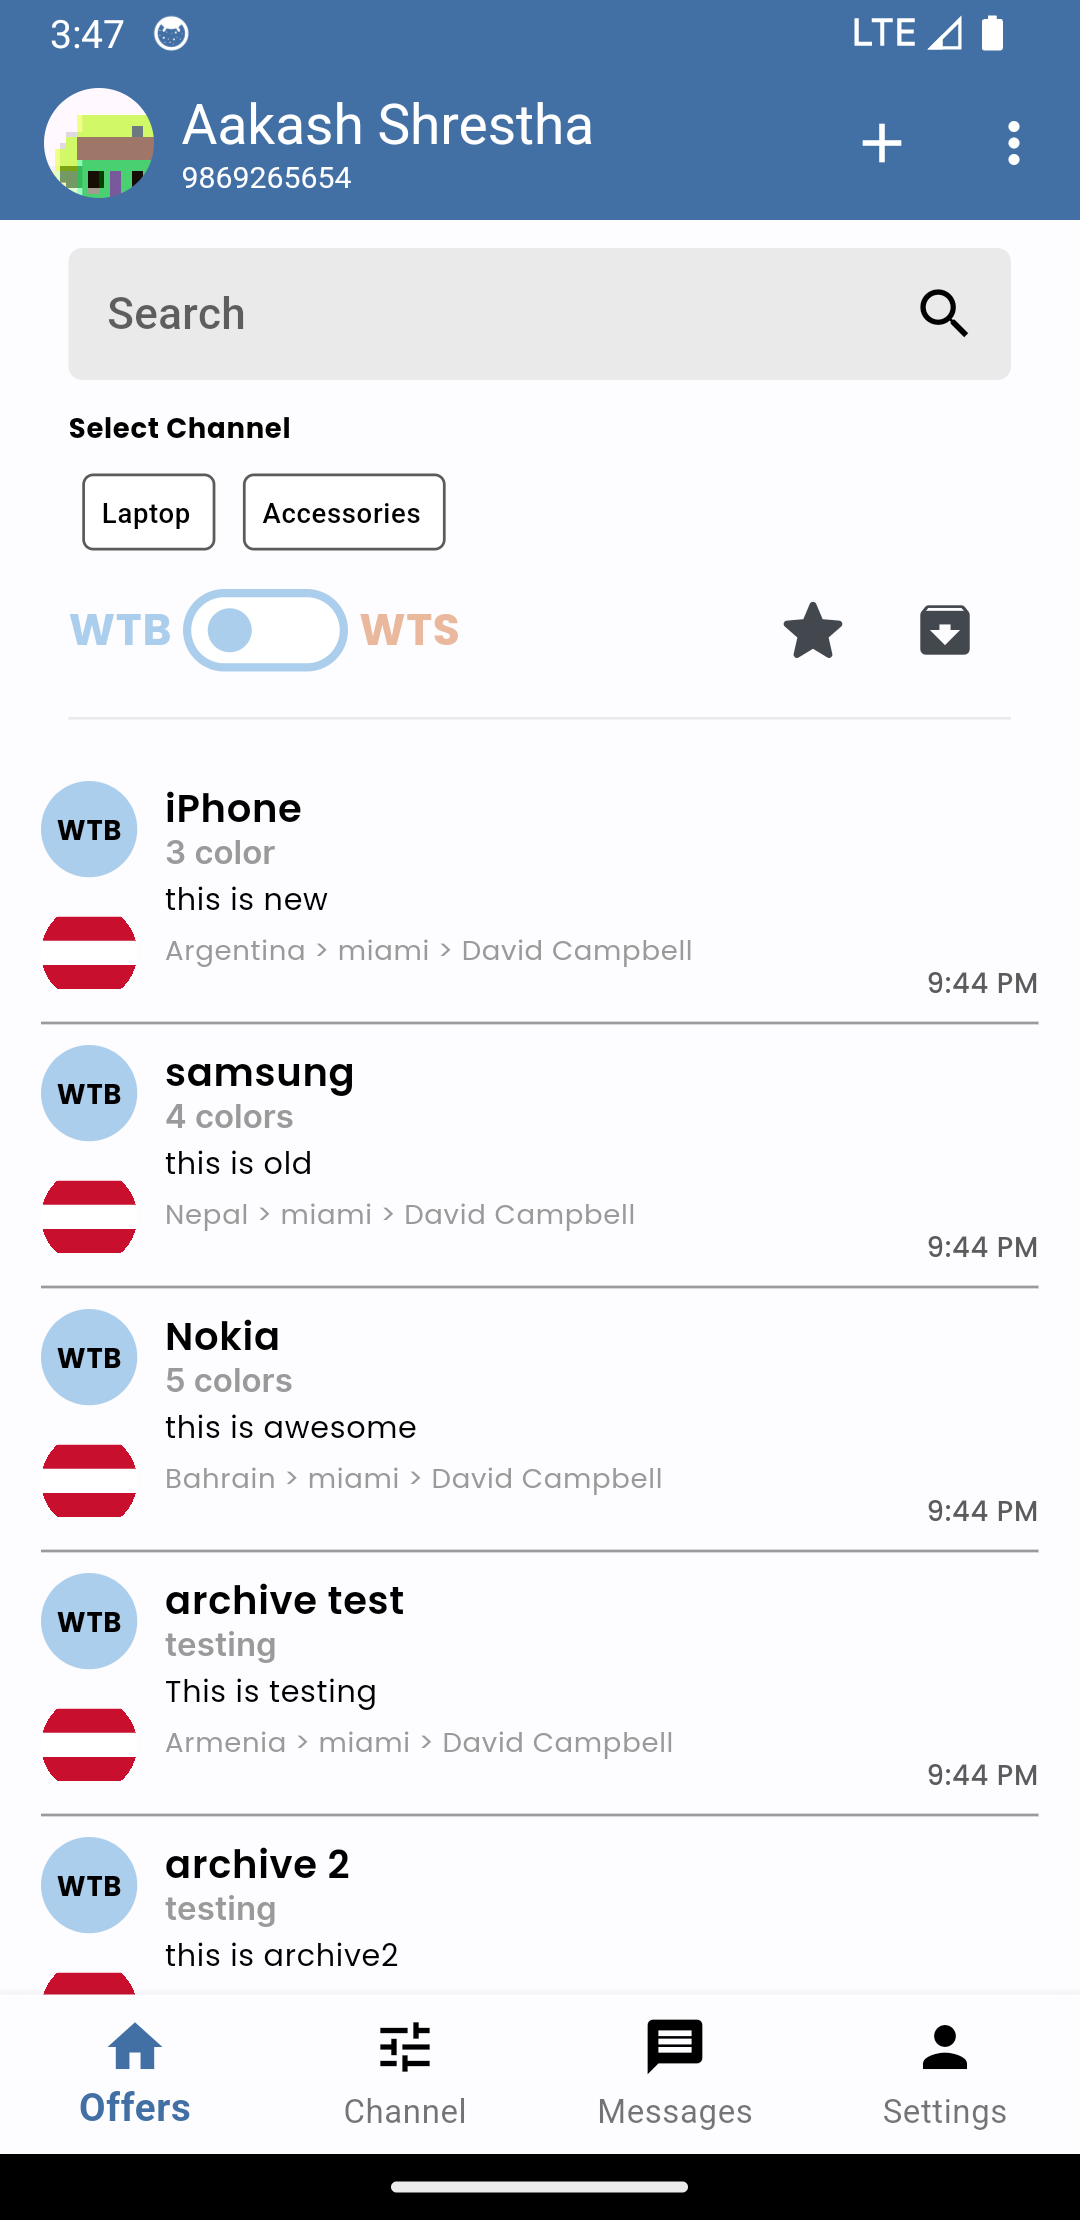 3:47 LTE
Aakash Shrestha
9869265654
Search
Select Channel
Laptop Accessories
WTB WTS
WTB iPhone
3 color
this is new
Argentina > miami > David Campbell
9:44 PM
WTB samsung
4 colors
this is old
Nepal > miami > David Campbell
9:44 PM
WTB Nokia
5 colors
this is awesome
Bahrain > miami > David Campbell
9:44 PM
WTB archive test
testing
This is testing
Armenia > miami > David Campbell
9:44 PM
WTB archive 2
testing
this is archive2
Offers Channel Messages Settings